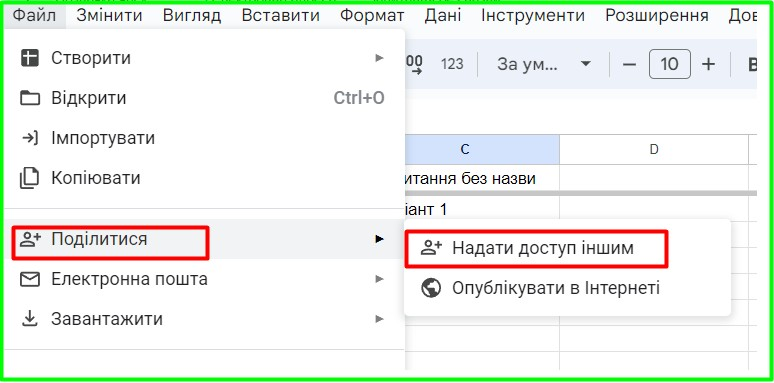 Файл Змінити Вигляд Вставити Формат Дані Інструменти Розширення
Створити
Відкрити Ctrl+O
Імпортувати
Копіювати
Поділитися
Електронна пошта
Завантажити
Надати доступ іншим
Опублікувати в Інтернеті
.00 123 За ум... 10 B
C D
итання без назви
іант 1